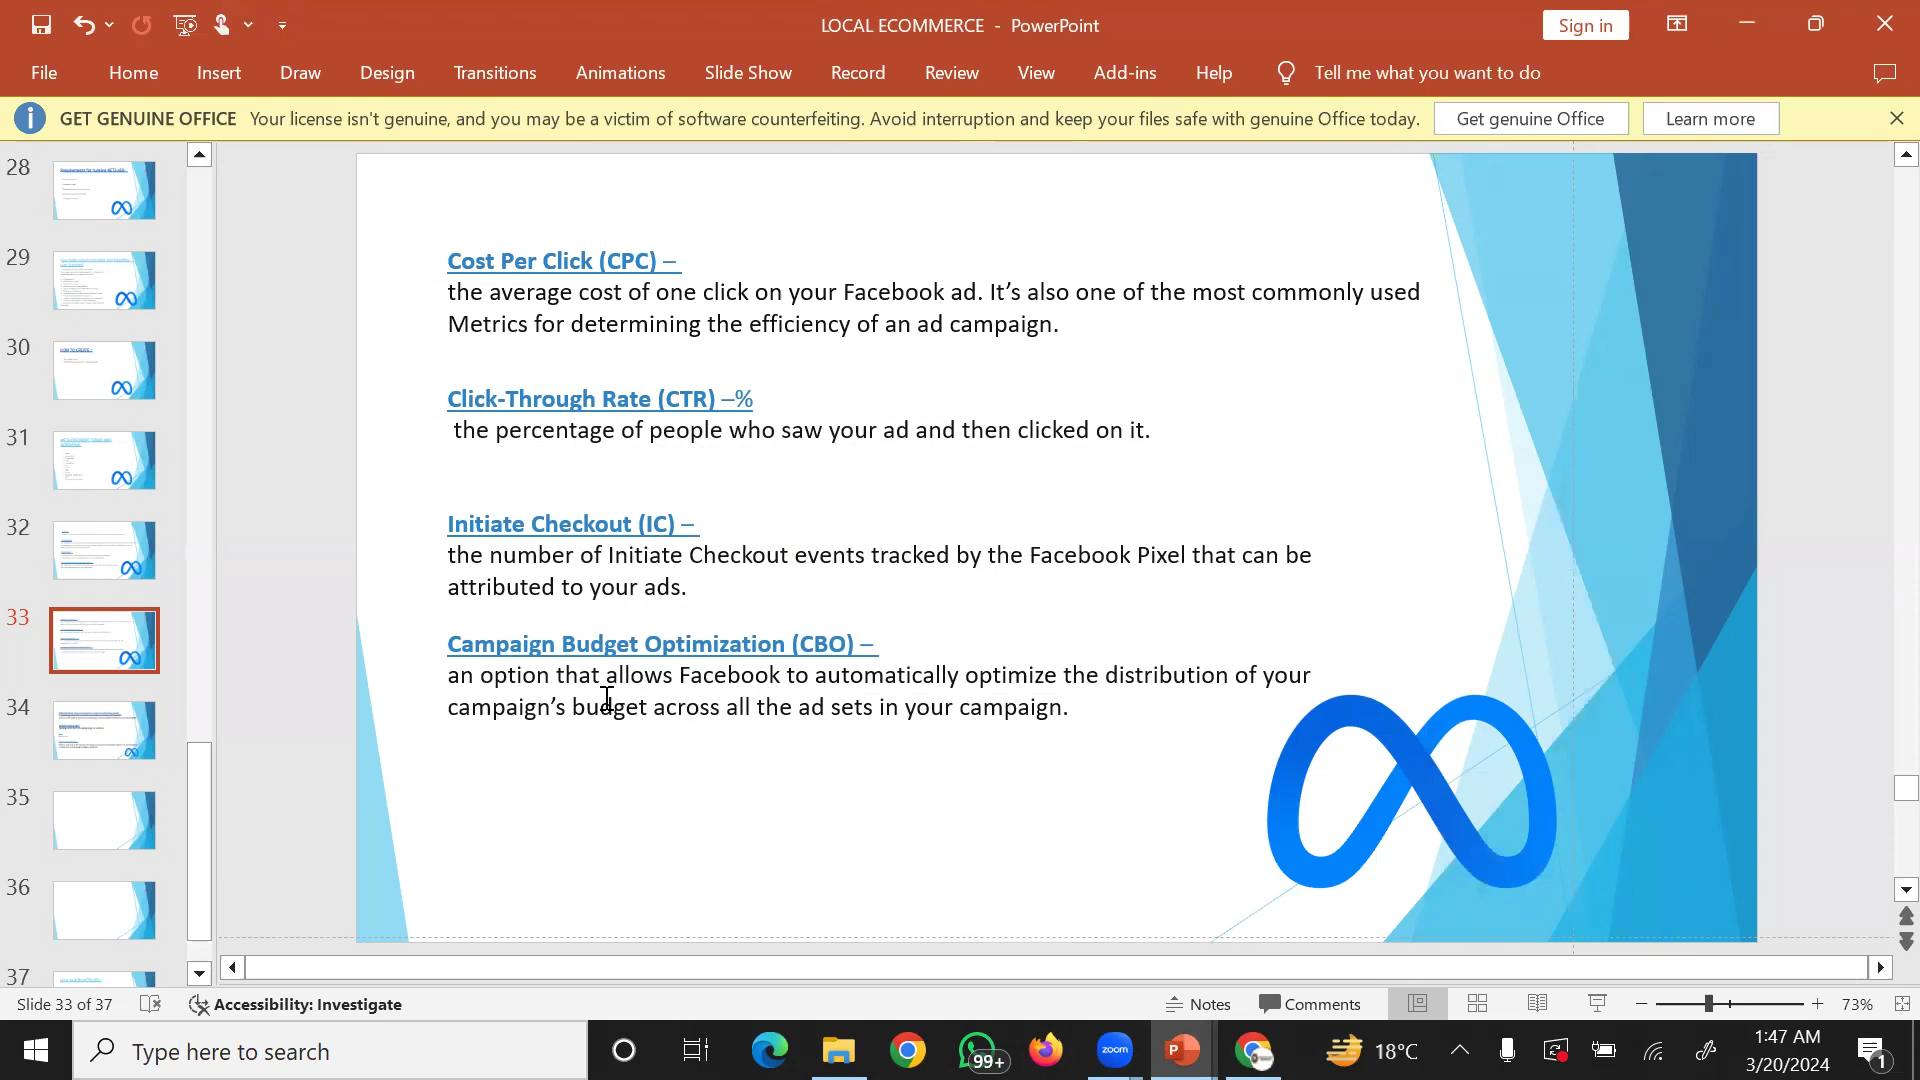 LOCAL ECOMMERCE - PowerPoint
Sign in
File Home Insert Draw Design Transitions Animations Slide Show Record Review View Add-ins Help Tell me what you want to do
GET GENUINE OFFICE Your license isn't genuine, and you may be a victim of software counterfeiting. Avoid interruption and keep your files safe with genuine Office today. Get genuine Office Learn more
28
29
30
31
32
33
34
35
36
37
Cost Per Click (CPC) –
the average cost of one click on your Facebook ad. It’s also one of the most commonly used
Metrics for determining the efficiency of an ad campaign.
Click-Through Rate (CTR) –%
the percentage of people who saw your ad and then clicked on it.
Initiate Checkout (IC) –
the number of Initiate Checkout events tracked by the Facebook Pixel that can be
attributed to your ads.
Campaign Budget Optimization (CBO) –
an option that allows Facebook to automatically optimize the distribution of your
campaign’s budget across all the ad sets in your campaign.
Slide 33 of 37 Accessibility: Investigate Notes Comments 73%
Type here to search
99+
zoom
18°C
1:47 AM
3/20/2024
1